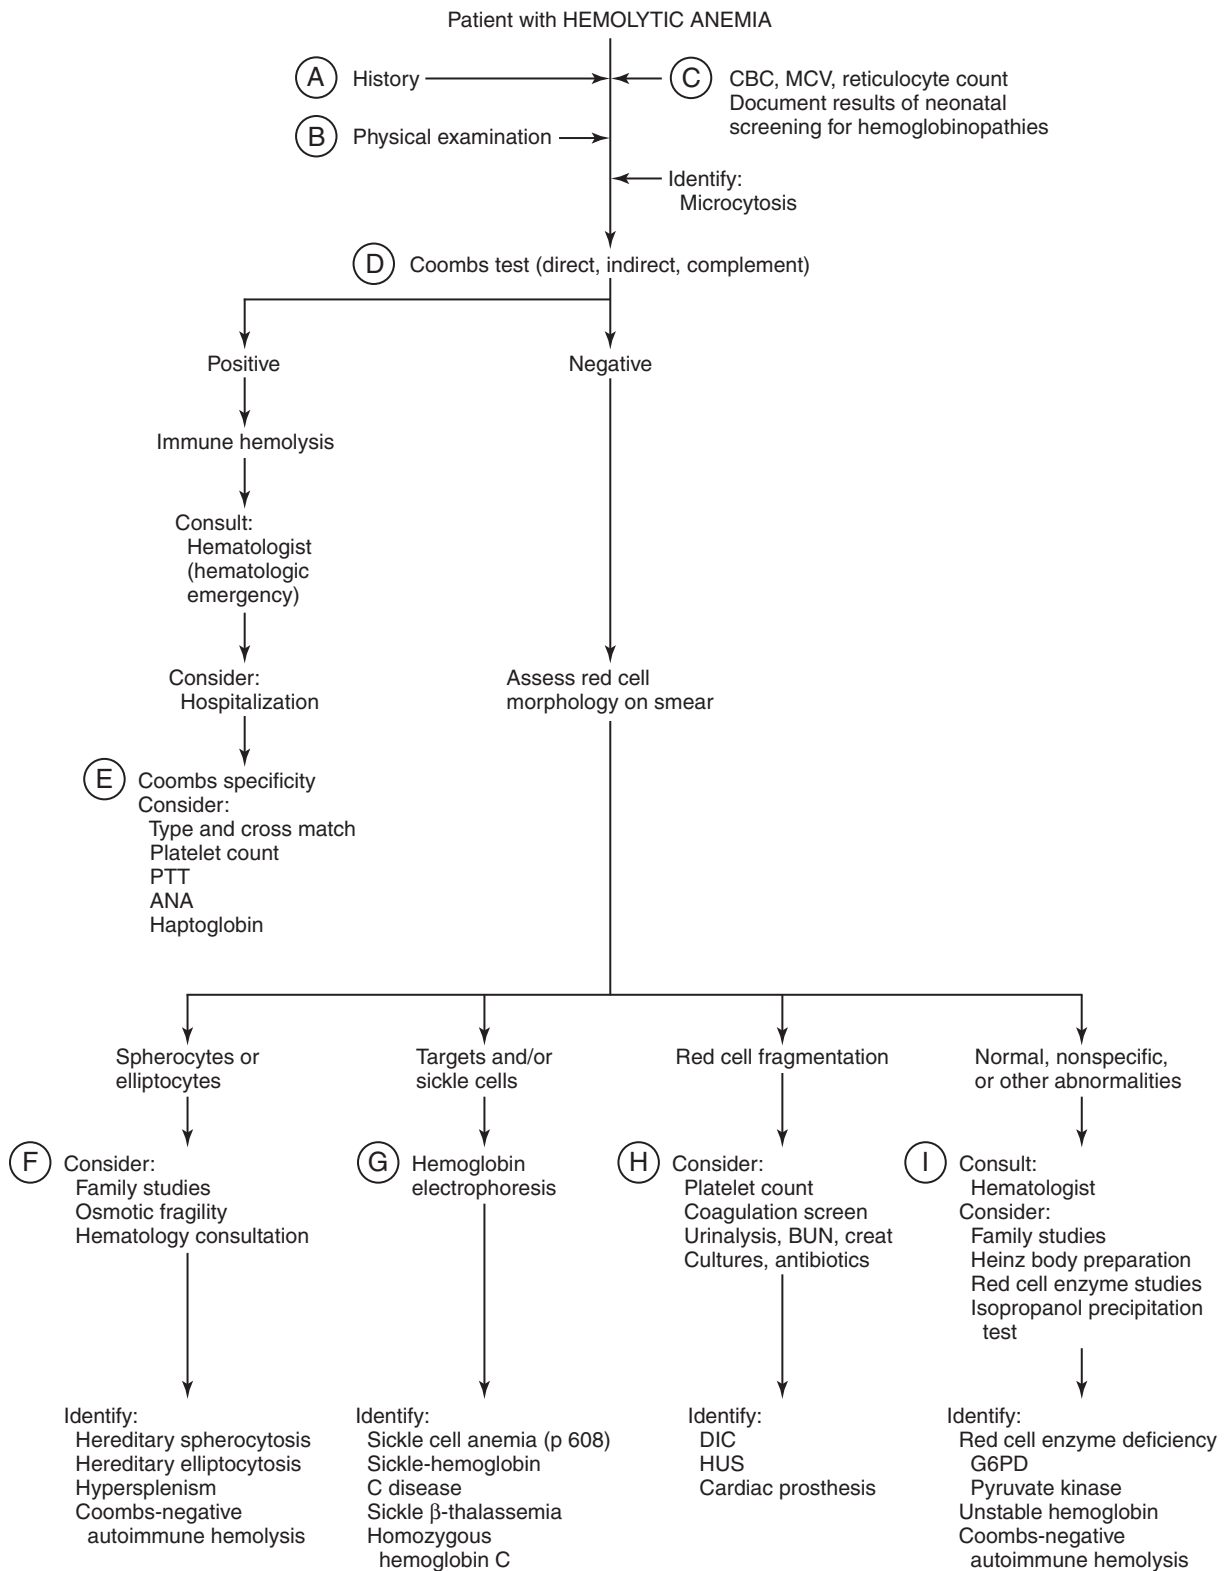 Patient with HEMOLYTIC ANEMIA
A History
C CBC, MCV, reticulocyte count
Document results of neonatal
screening for hemoglobinopathies
B Physical examination
Identify:
Microcytosis
D Coombs test (direct, indirect, complement)
Positive
Negative
Immune hemolysis
Consult:
Hematologist
(hematologic
emergency)
Consider:
Hospitalization
Assess red cell
morphology on smear
E Coombs specificity
Consider:
Type and cross match
Platelet count
PTT
ANA
Haptoglobin
Spherocytes or
elliptocytes
Targets and/or
sickle cells
Red cell fragmentation
Normal, nonspecific,
or other abnormalities
F Consider:
Family studies
Osmotic fragility
Hematology consultation
G Hemoglobin
electrophoresis
H Consider:
Platelet count
Coagulation screen
Urinalysis, BUN, creat
Cultures, antibiotics
I Consult:
Hematologist
Consider:
Family studies
Heinz body preparation
Red cell enzyme studies
Isopropanol precipitation
test
Identify:
Hereditary spherocytosis
Hereditary elliptocytosis
Hypersplenism
Coombs-negative
autoimmune hemolysis
Identify:
Sickle cell anemia (p 608)
Sickle-hemoglobin
C disease
Sickle β-thalassemia
Homozygous
hemoglobin C
Identify:
DIC
HUS
Cardiac prosthesis
Identify:
Red cell enzyme deficiency
G6PD
Pyruvate kinase
Unstable hemoglobin
Coombs-negative
autoimmune hemolysis